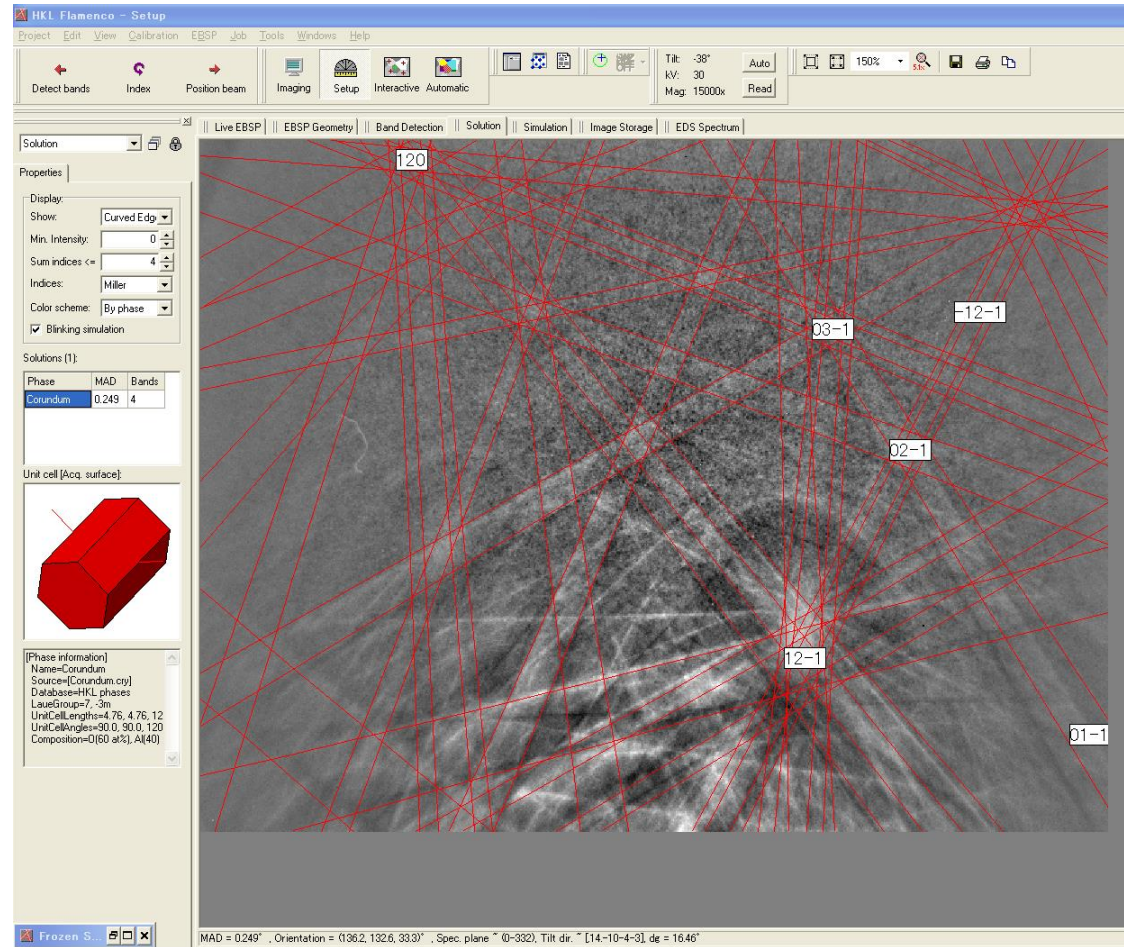 HKL Flamenco - Setup
Project Edit View Calibration EBSP Job Tools Windows Help
Detect bands Index Position beam Imaging Setup Interactive Automatic
Tilt: -38° Auto
kV: 30
Mag: 15000x Read
150%
5.1x
Solution
Live EBSP EBSP Geometry Band Detection Solution Simulation Image Storage EDS Spectrum
Properties
Display:
Show: Curved Edg
Min. Intensity: 0
Sum indices <= 4
Indices: Miller
Color scheme: By phase
Blinking simulation
Solutions (1):
Phase MAD Bands
Corundum 0.249 4
Unit cell [Acq. surface]:
[Phase information]
Name=Corundum
Source=[Corundum.cry]
Database=HKL phases
LaueGroup=7, -3m
UnitCellLengths=4.76, 4.76, 12
UnitCellAngles=90.0, 90.0, 120
Composition=O(60 at%), Al(40)
120
-12-1
03-1
02-1
12-1
01-1
Frozen S...
MAD = 0.249° , Orientation = (136.2, 132.6, 33.3)° , Spec. plane ~ (0-332), Tilt dir. ~ [14.-10-4-3], dg = 16.46°